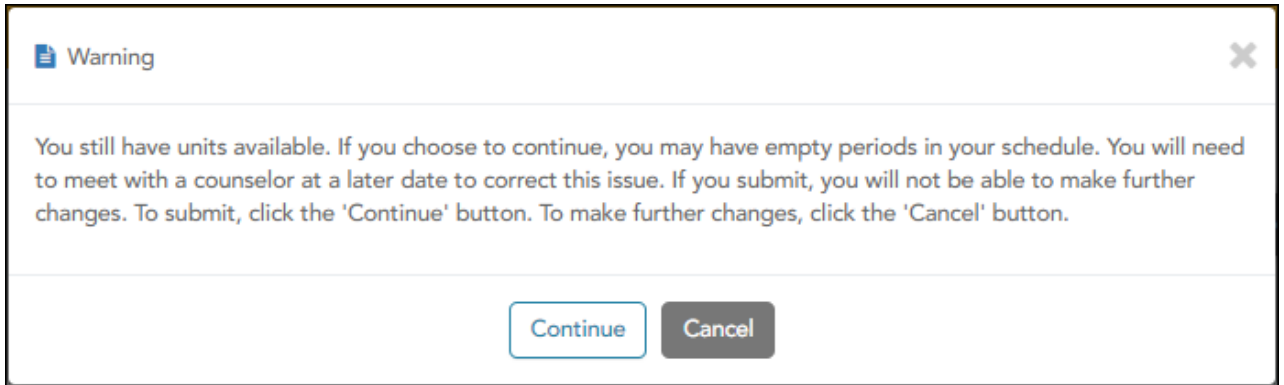 Warning
You still have units available. If you choose to continue, you may have empty periods in your schedule. You will need
to meet with a counselor at a later date to correct this issue. If you submit, you will not be able to make further
changes. To submit, click the 'Continue' button. To make further changes, click the 'Cancel' button.
Continue
Cancel